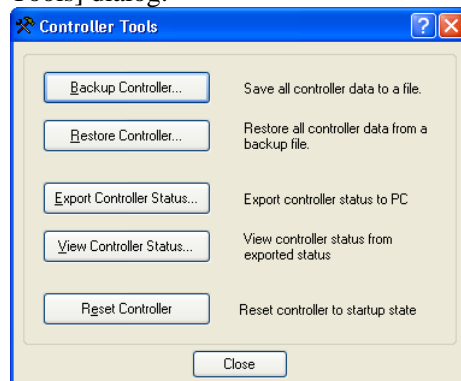 Tools] dialog.
Controller Tools
Backup Controller...
Save all controller data to a file.
Restore Controller...
Restore all controller data from a
backup file.
Export Controller Status...
Export controller status to PC
View Controller Status...
View controller status from
exported status
Reset Controller
Reset controller to startup state
Close